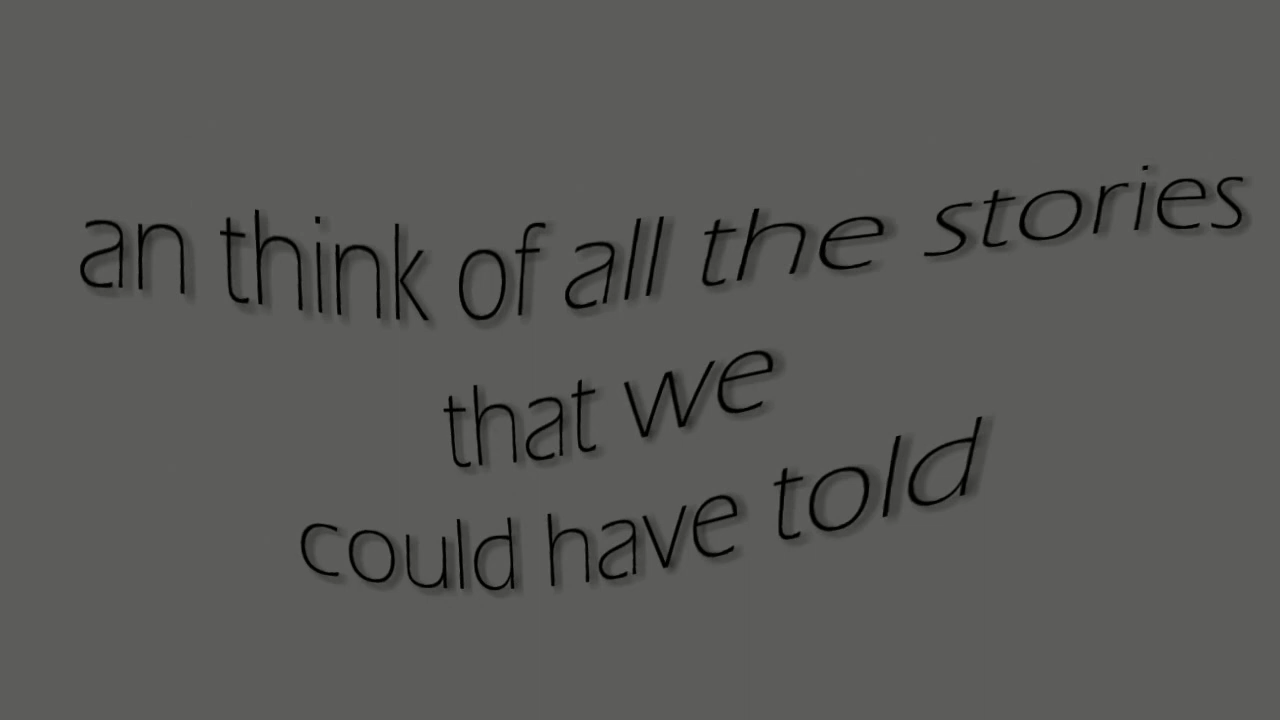 an think of all the stories
that we
could have told